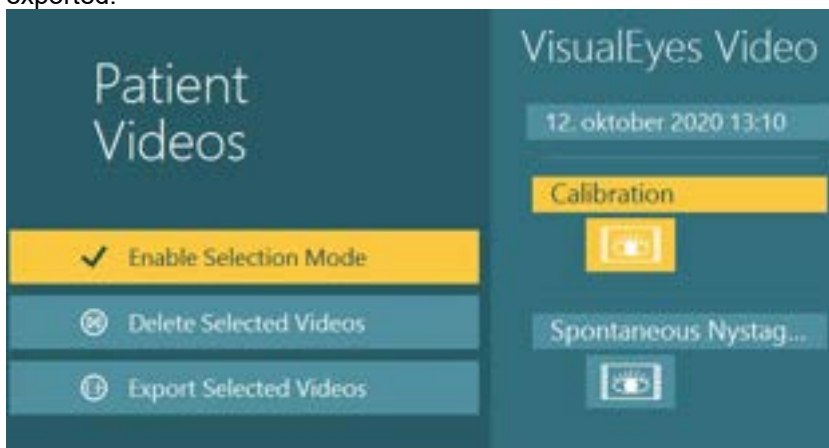 exported.
Patient
Videos
Enable Selection Mode
Delete Selected Videos
Export Selected Videos
VisualEyes Video
12. oktober 2020 13:10
Calibration
Spontaneous Nystag...